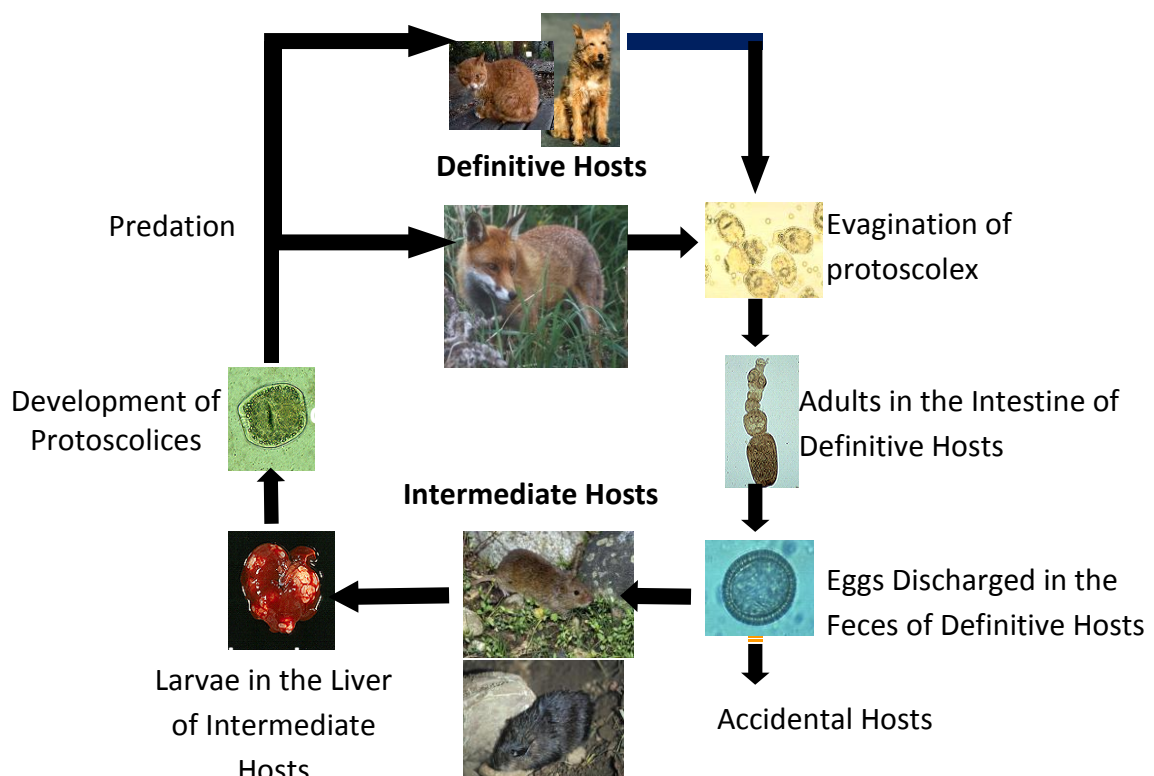 Definitive Hosts
Predation
Evagination of
protoscolex
Development of
Protoscolices
Adults in the Intestine of
Definitive Hosts
Intermediate Hosts
Eggs Discharged in the
Feces of Definitive Hosts
Larvae in the Liver
of Intermediate
Hosts
Accidental Hosts